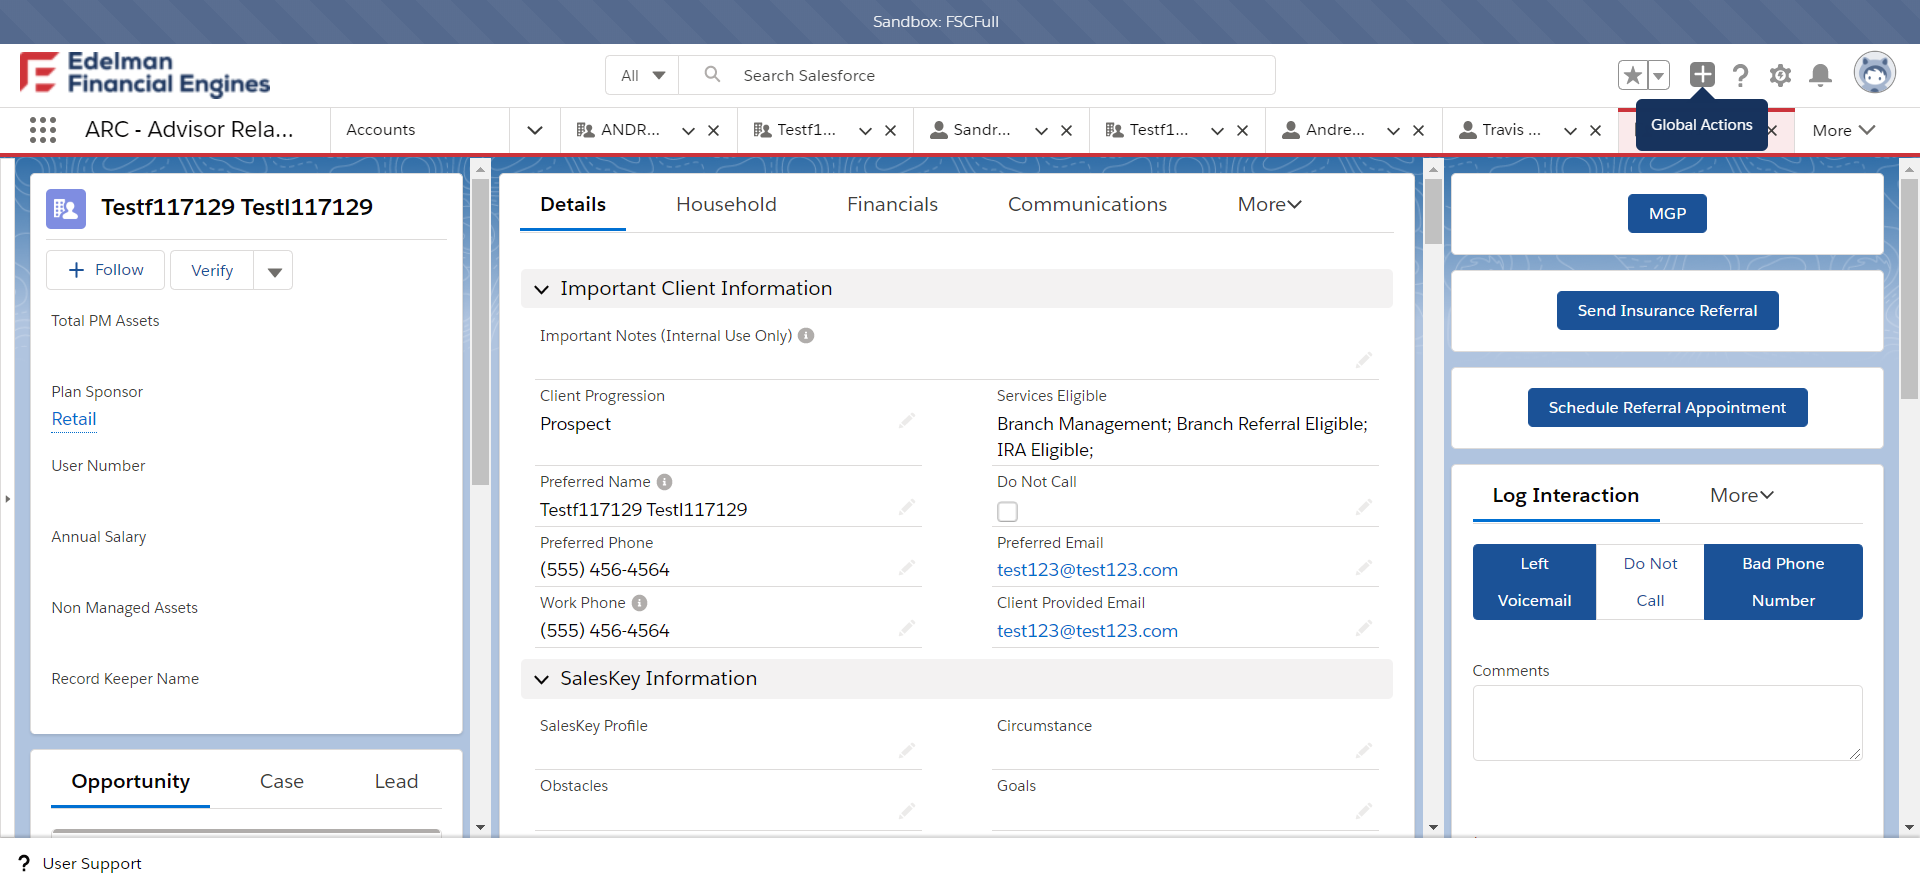 Sandbox: FSCFull
Edelman
Financial Engines
All
Search Salesforce
Global Actions
ARC - Advisor Rela...
Accounts
ANDR...
Testf1...
Sandr...
Testf1...
Andre...
Travis ...
More
Testf117129 Testl117129
Follow
Verify
Total PM Assets
Plan Sponsor
Retail
User Number
Annual Salary
Non Managed Assets
Record Keeper Name
Opportunity
Case
Lead
Details
Household
Financials
Communications
More
Important Client Information
Important Notes (Internal Use Only)
Client Progression
Prospect
Services Eligible
Branch Management; Branch Referral Eligible;
IRA Eligible;
Preferred Name
Testf117129 Testl117129
Do Not Call
Preferred Phone
(555) 456-4564
Preferred Email
test123@test123.com
Work Phone
(555) 456-4564
Client Provided Email
test123@test123.com
SalesKey Information
SalesKey Profile
Circumstance
Obstacles
Goals
MGP
Send Insurance Referral
Schedule Referral Appointment
Log Interaction
More
Left
Voicemail
Do Not
Call
Bad Phone
Number
Comments
? User Support